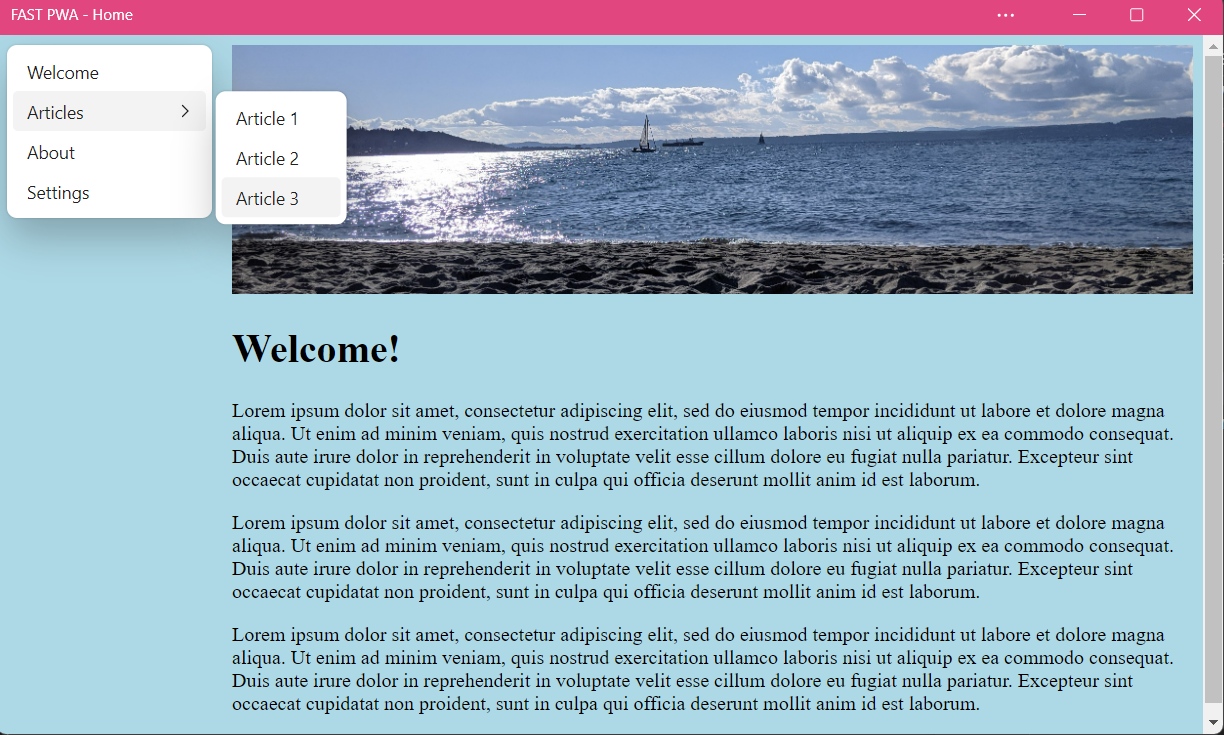 FAST PWA - Home
Welcome
Articles
About
Settings
Article 1
Article 2
Article 3
Welcome!
Lorem ipsum dolor sit amet, consectetur adipiscing elit, sed do eiusmod tempor incididunt ut labore et dolore magna
aliqua. Ut enim ad minim veniam, quis nostrud exercitation ullamco laboris nisi ut aliquip ex ea commodo consequat.
Duis aute irure dolor in reprehenderit in voluptate velit esse cillum dolore eu fugiat nulla pariatur. Excepteur sint
occaecat cupidatat non proident, sunt in culpa qui officia deserunt mollit anim id est laborum.
Lorem ipsum dolor sit amet, consectetur adipiscing elit, sed do eiusmod tempor incididunt ut labore et dolore magna
aliqua. Ut enim ad minim veniam, quis nostrud exercitation ullamco laboris nisi ut aliquip ex ea commodo consequat.
Duis aute irure dolor in reprehenderit in voluptate velit esse cillum dolore eu fugiat nulla pariatur. Excepteur sint
occaecat cupidatat non proident, sunt in culpa qui officia deserunt mollit anim id est laborum.
Lorem ipsum dolor sit amet, consectetur adipiscing elit, sed do eiusmod tempor incididunt ut labore et dolore magna
aliqua. Ut enim ad minim veniam, quis nostrud exercitation ullamco laboris nisi ut aliquip ex ea commodo consequat.
Duis aute irure dolor in reprehenderit in voluptate velit esse cillum dolore eu fugiat nulla pariatur. Excepteur sint
occaecat cupidatat non proident, sunt in culpa qui officia deserunt mollit anim id est laborum.